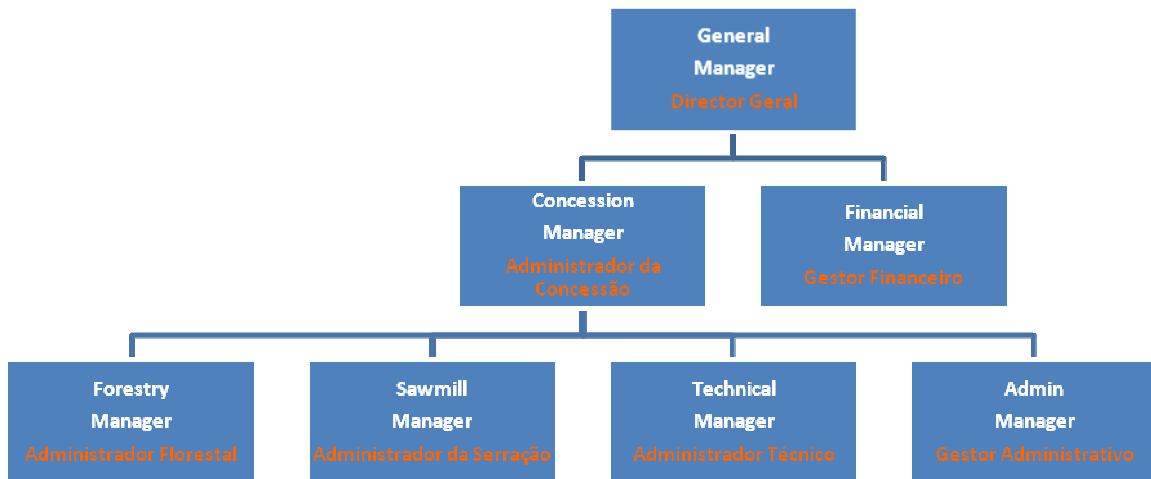 General
Manager
Director Geral
Concession
Manager
Administrador da
Concessão
Financial
Manager
Gestor Financeiro
Forestry
Manager
Administrador Florestal
Sawmill
Manager
Administrador da Serração
Technical
Manager
Administrador Técnico
Admin
Manager
Gestor Administrativo